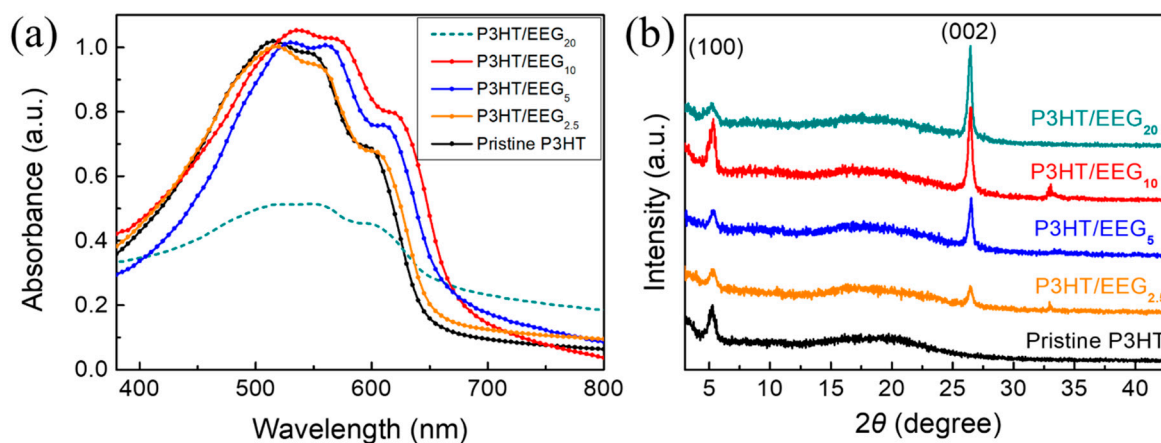 (a)
P3HT/EEG20
P3HT/EEG10
P3HT/EEG5
P3HT/EEG2.5
Pristine P3HT
Absorbance (a.u.)
1.0
0.8
0.6
0.4
0.2
0.0
400 500 600 700 800
Wavelength (nm)
(b)
(100)
(002)
P3HT/EEG20
P3HT/EEG10
P3HT/EEG5
P3HT/EEG2.5
Pristine P3HT
Intensity (a.u.)
5 10 15 20 25 30 35 40
2θ (degree)